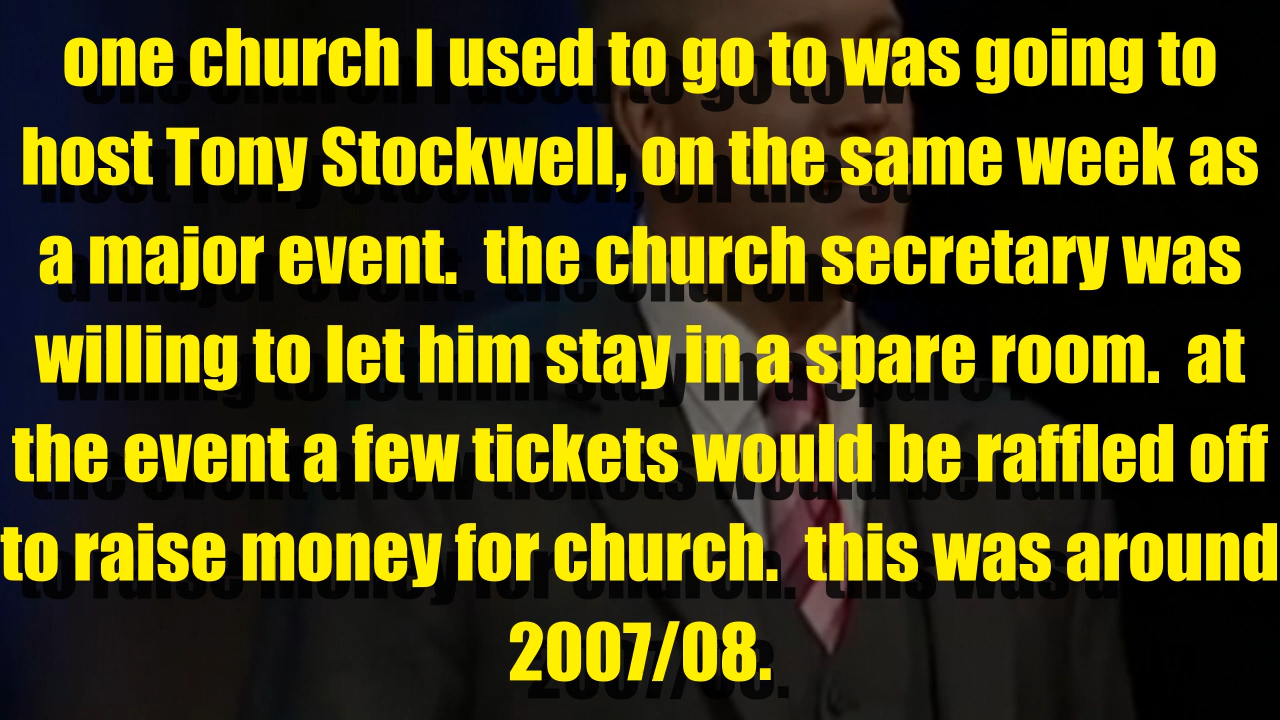 one church I used to go to was going to
host Tony Stockwell, on the same week as
a major event.  the church secretary was
willing to let him stay in a spare room.  at
the event a few tickets would be raffled off
to raise money for church.  this was around
2007/08.